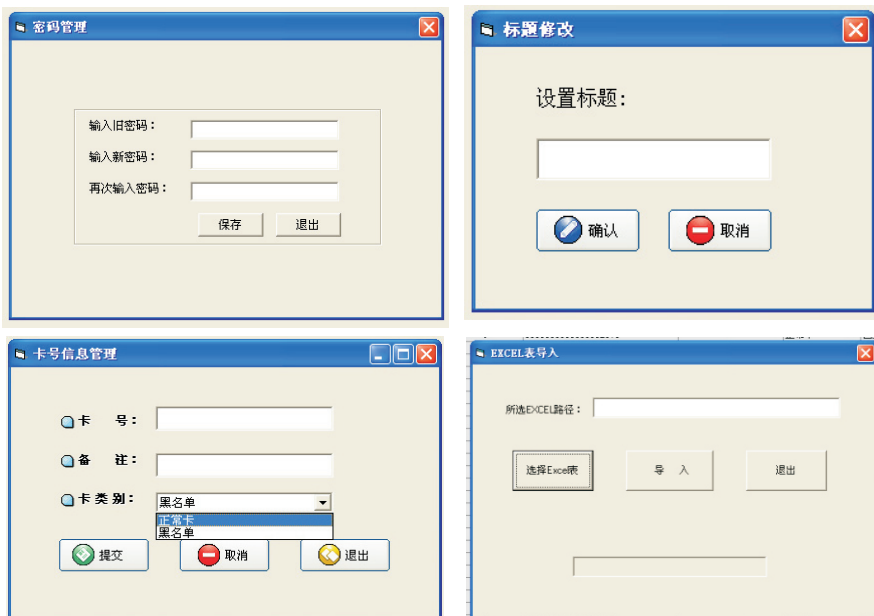 密码管理
输入旧密码：
输入新密码：
再次输入密码：
保存 退出
标题修改
设置标题：
确认 取消
卡号信息管理
卡 号：
备 注：
卡类别： 黑名单
正常卡
黑名单
提交 取消 退出
EXCEL表导入
所选EXCEL路径：
选择Excel表 导 入 退出